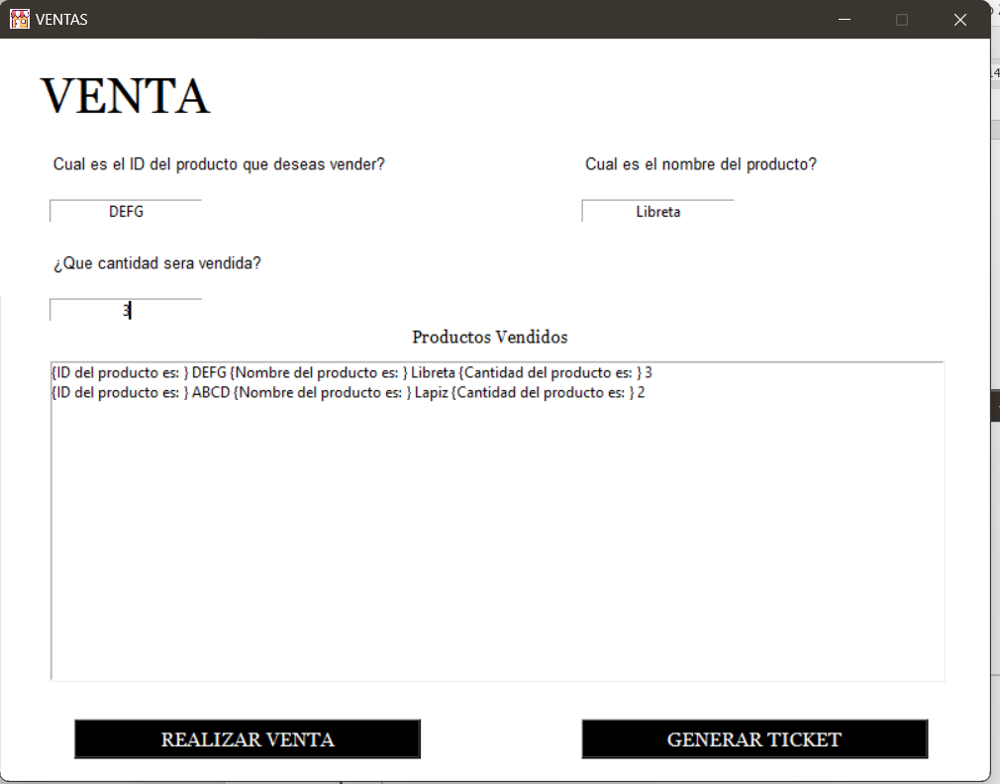 VENTAS
VENTA
Cual es el ID del producto que deseas vender?
Cual es el nombre del producto?
DEFG
Libreta
¿Que cantidad sera vendida?
3
Productos Vendidos
{ID del producto es: } DEFG {Nombre del producto es: } Libreta {Cantidad del producto es: } 3
{ID del producto es: } ABCD {Nombre del producto es: } Lapiz {Cantidad del producto es: } 2
REALIZAR VENTA
GENERAR TICKET